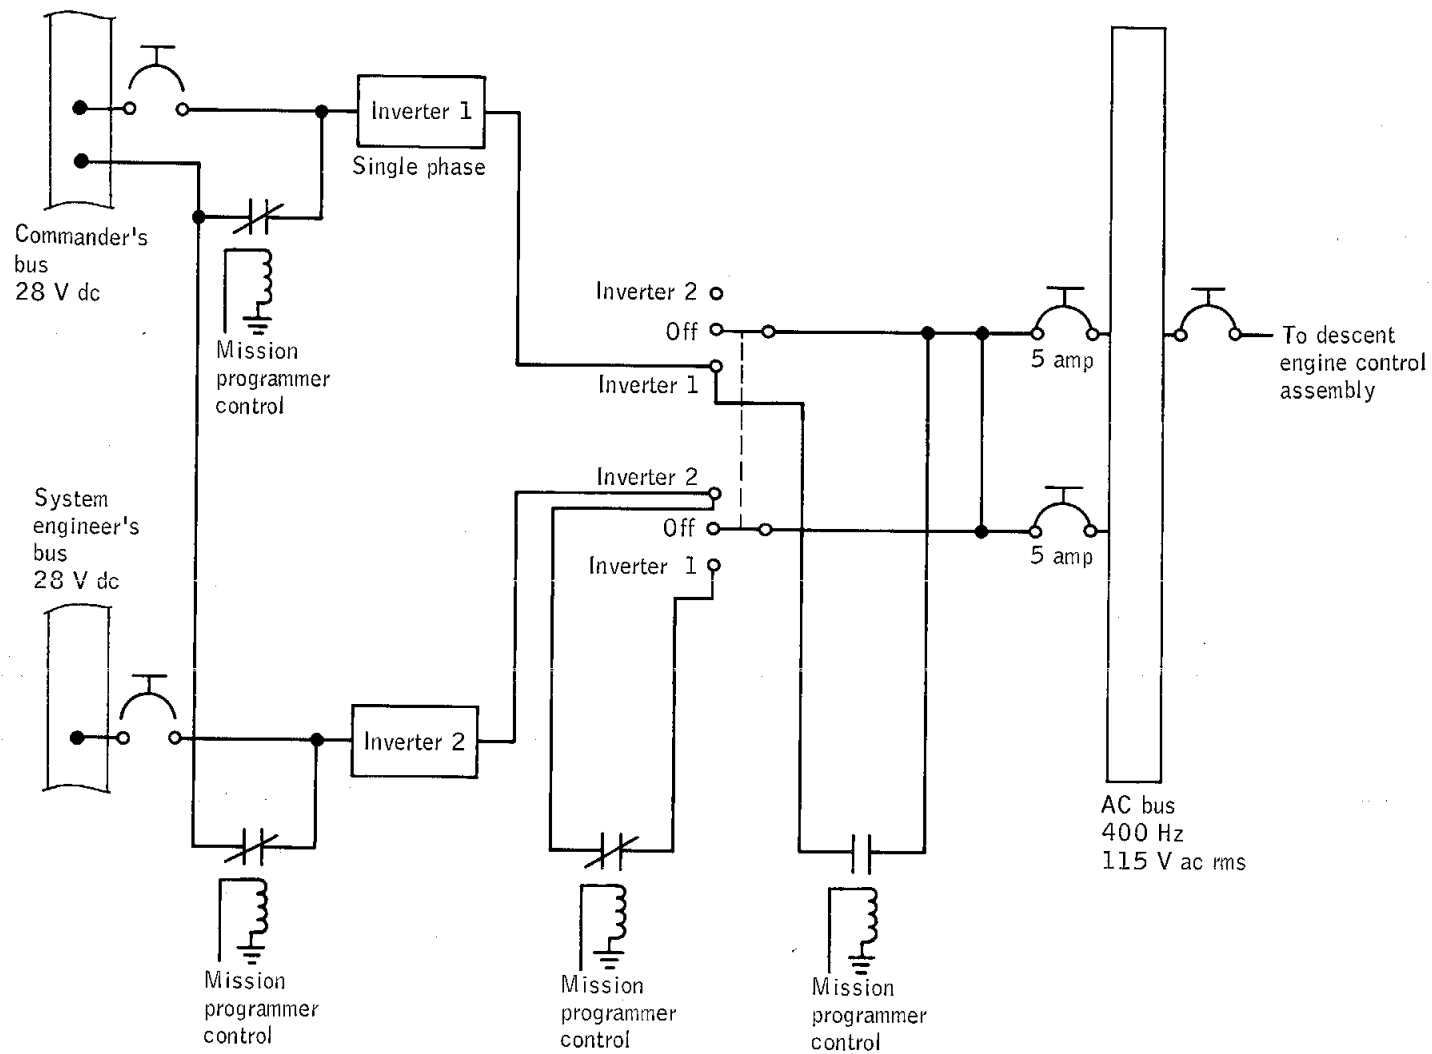 Inverter 1
Single phase
Commander's
bus
28 V dc
Mission
programmer
control
Inverter 2
Off
Inverter 1
5 amp
To descent
engine control
assembly
System
engineer's
bus
28 V dc
Inverter 2
Off
Inverter 1
5 amp
Inverter 2
AC bus
400 Hz
115 V ac rms
Mission
programmer
control
Mission
programmer
control
Mission
programmer
control